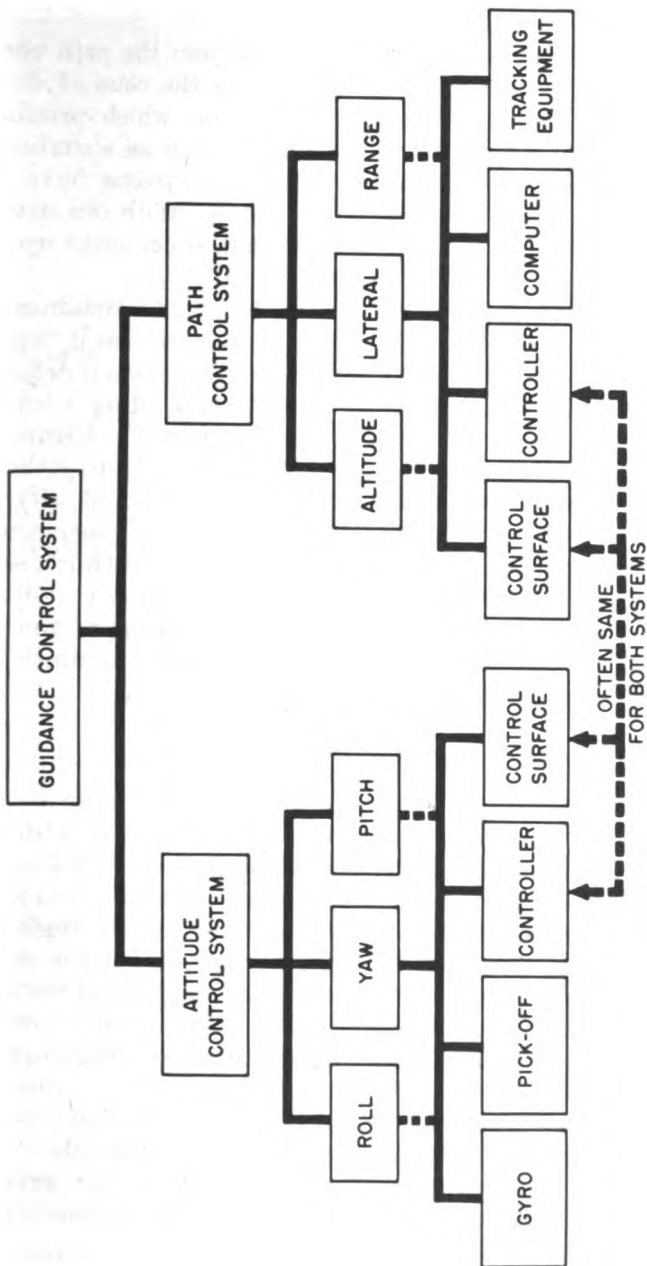 GUIDANCE CONTROL SYSTEM
ATTITUDE
CONTROL SYSTEM
PATH
CONTROL SYSTEM
ROLL
YAW
PITCH
ALTITUDE
LATERAL
RANGE
GYRO
PICK-OFF
CONTROLLER
CONTROL
SURFACE
CONTROL
SURFACE
CONTROLLER
COMPUTER
TRACKING
EQUIPMENT
OFTEN SAME
FOR BOTH SYSTEMS